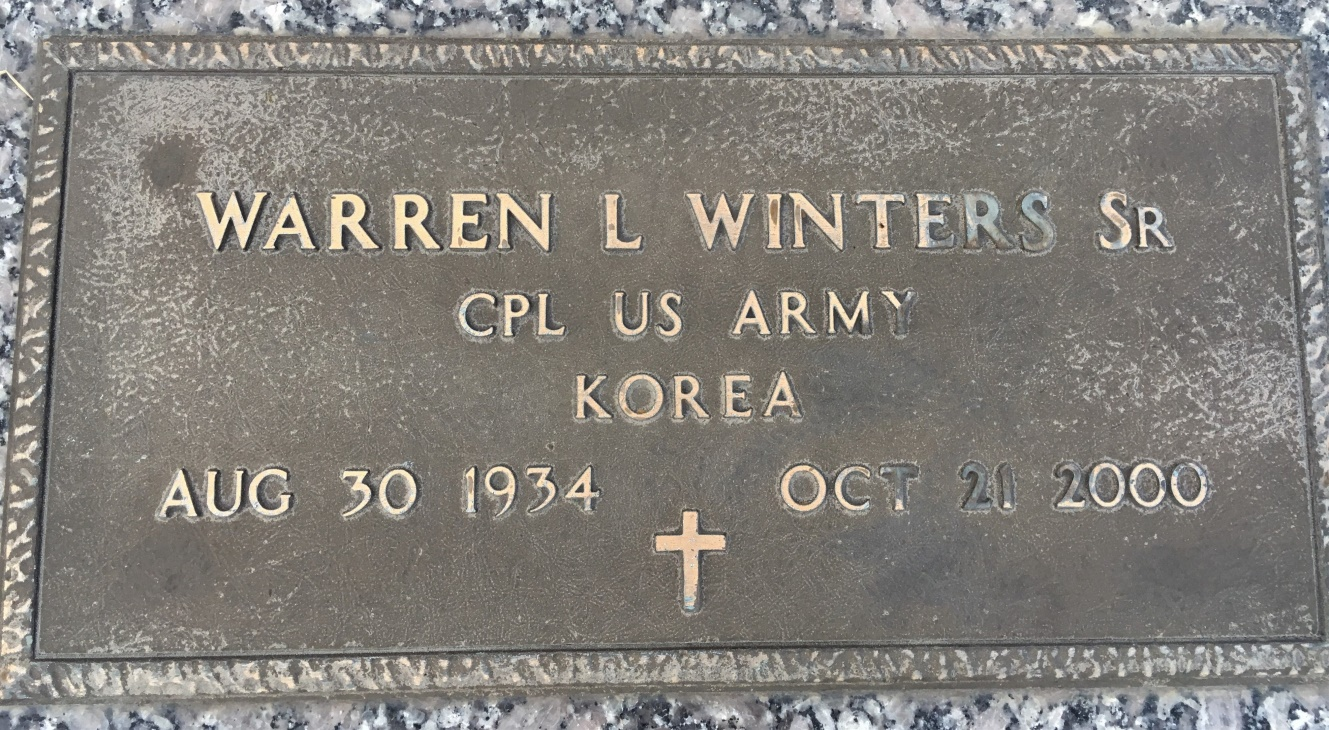 WARREN L WINTERS SR
CPL US ARMY
KOREA
AUG 30 1934 OCT 21 2000